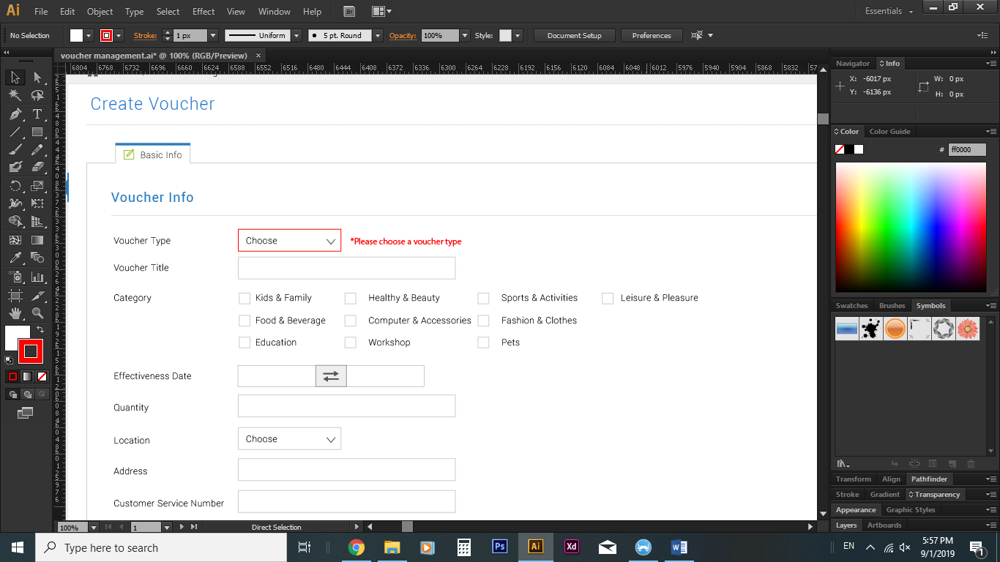 Ai File Edit Object Type Select Effect View Window Help Br Essentials
No Selection Stroke: 1 px Uniform 5 pt. Round Opacity: 100% Style: Document Setup Preferences
voucher management.ai* @ 100% (RGB/Preview)
6804 6768 6732 6696 6660 6624 6588 6552 6516 6480 6444 6408 6372 6336 6300 6264 6228 6192 6156 6120 6084 6048 6012 5976 5940 5904 5868 5832
Navigator Info
X: -6017 px W: 0 px
Y: -6136 px H: 0 px
Create Voucher
Color Color Guide
# ff0000
Basic Info
Voucher Info
Voucher Type Choose *Please choose a voucher type
Voucher Title
Category Kids & Family Healthy & Beauty Sports & Activities Leisure & Pleasure
Food & Beverage Computer & Accessories Fashion & Clothes
Education Workshop Pets
Swatches Brushes Symbols
Effectiveness Date
Quantity
Location Choose
Address
Customer Service Number
Transform Align Pathfinder
Stroke Gradient Transparency
Appearance Graphic Styles
Layers Artboards
100% 1 Direct Selection
Type here to search Ps Ai Xd W EN 5:57 PM
9/1/2019 1